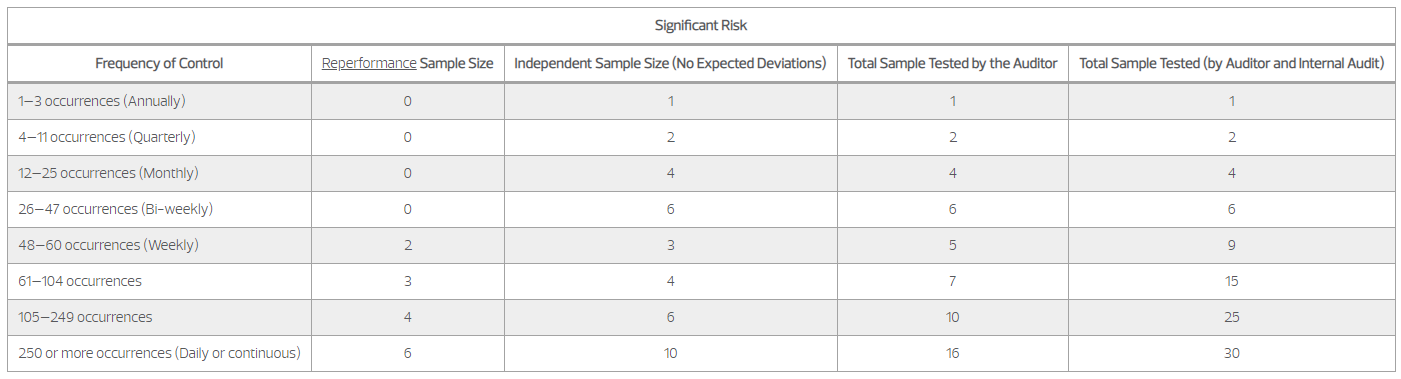 Significant Risk
Frequency of Control Reperformance Sample Size Independent Sample Size (No Expected Deviations) Total Sample Tested by the Auditor Total Sample Tested (by Auditor and Internal Audit)
1–3 occurrences (Annually) 0 1 1 1
4–11 occurrences (Quarterly) 0 2 2 2
12–25 occurrences (Monthly) 0 4 4 4
26–47 occurrences (Bi-weekly) 0 6 6 6
48–60 occurrences (Weekly) 2 3 5 9
61–104 occurrences 3 4 7 15
105–249 occurrences 4 6 10 25
250 or more occurrences (Daily or continuous) 6 10 16 30